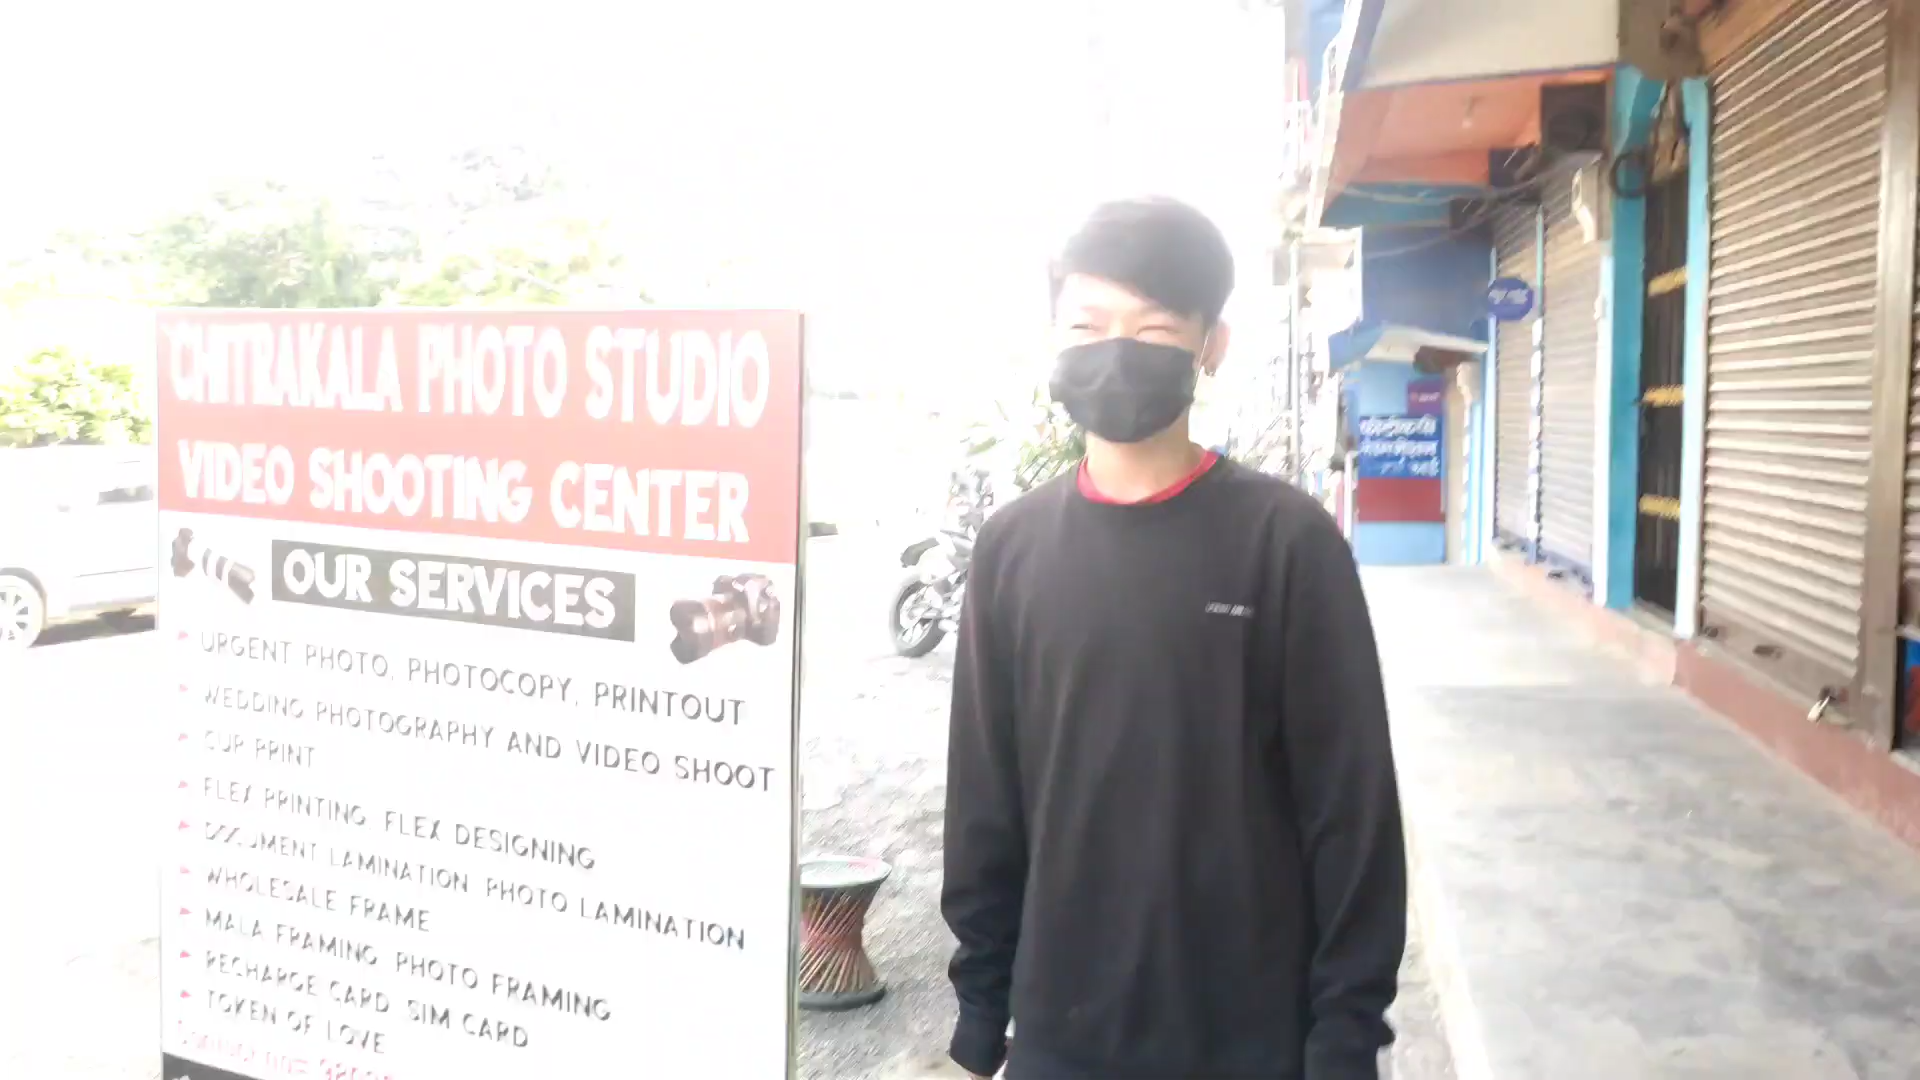 CHITRAKALA PHOTO STUDIO
VIDEO SHOOTING CENTER
OUR SERVICES
URGENT PHOTO, PHOTOCOPY, PRINTOUT
WEDDING PHOTOGRAPHY AND VIDEO SHOOT
CUP PRINT
FLEX PRINTING, FLEX DESIGNING
DOCUMENT LAMINATION, PHOTO LAMINATION
WHOLESALE FRAME
MALA FRAMING, PHOTO FRAMING
RECHARGE CARD, SIM CARD
TOKEN OF LOVE